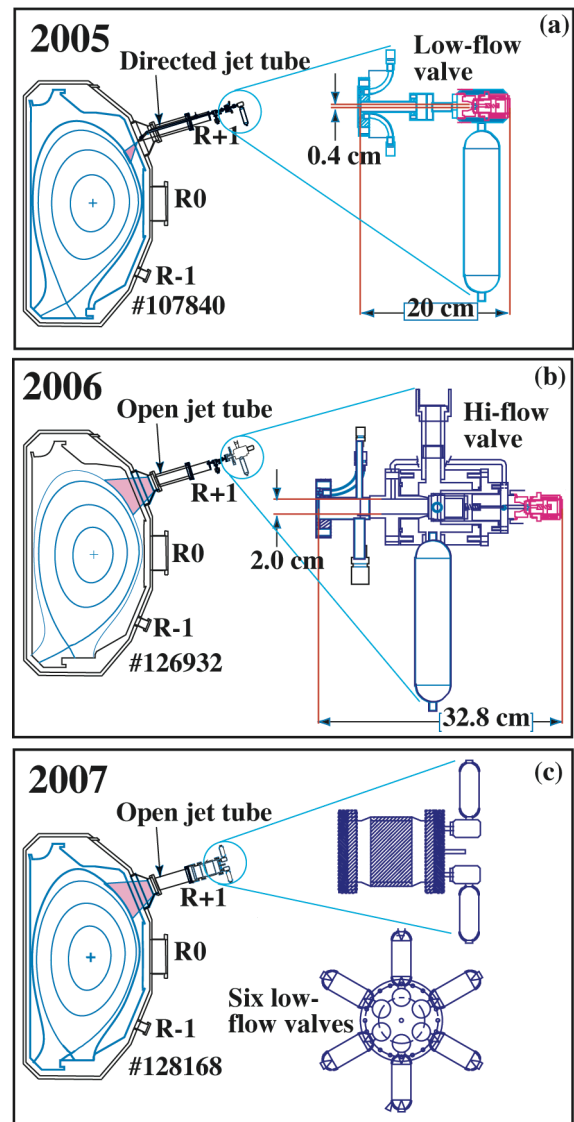 2005
(a)
Directed jet tube
Low-flow
valve
R+1
0.4 cm
R0
R-1
#107840
20 cm
2006
(b)
Open jet tube
Hi-flow
valve
R+1
R0
2.0 cm
R-1
#126932
32.8 cm
2007
(c)
Open jet tube
R+1
R0
Six low-
flow valves
R-1
#128168